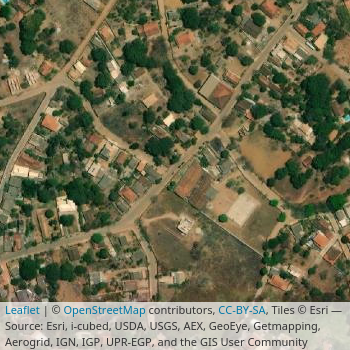 Leaflet | © OpenStreetMap contributors, CC-BY-SA, Tiles © Esri —
Source: Esri, i-cubed, USDA, USGS, AEX, GeoEye, Getmapping,
Aerogrid, IGN, IGP, UPR-EGP, and the GIS User Community